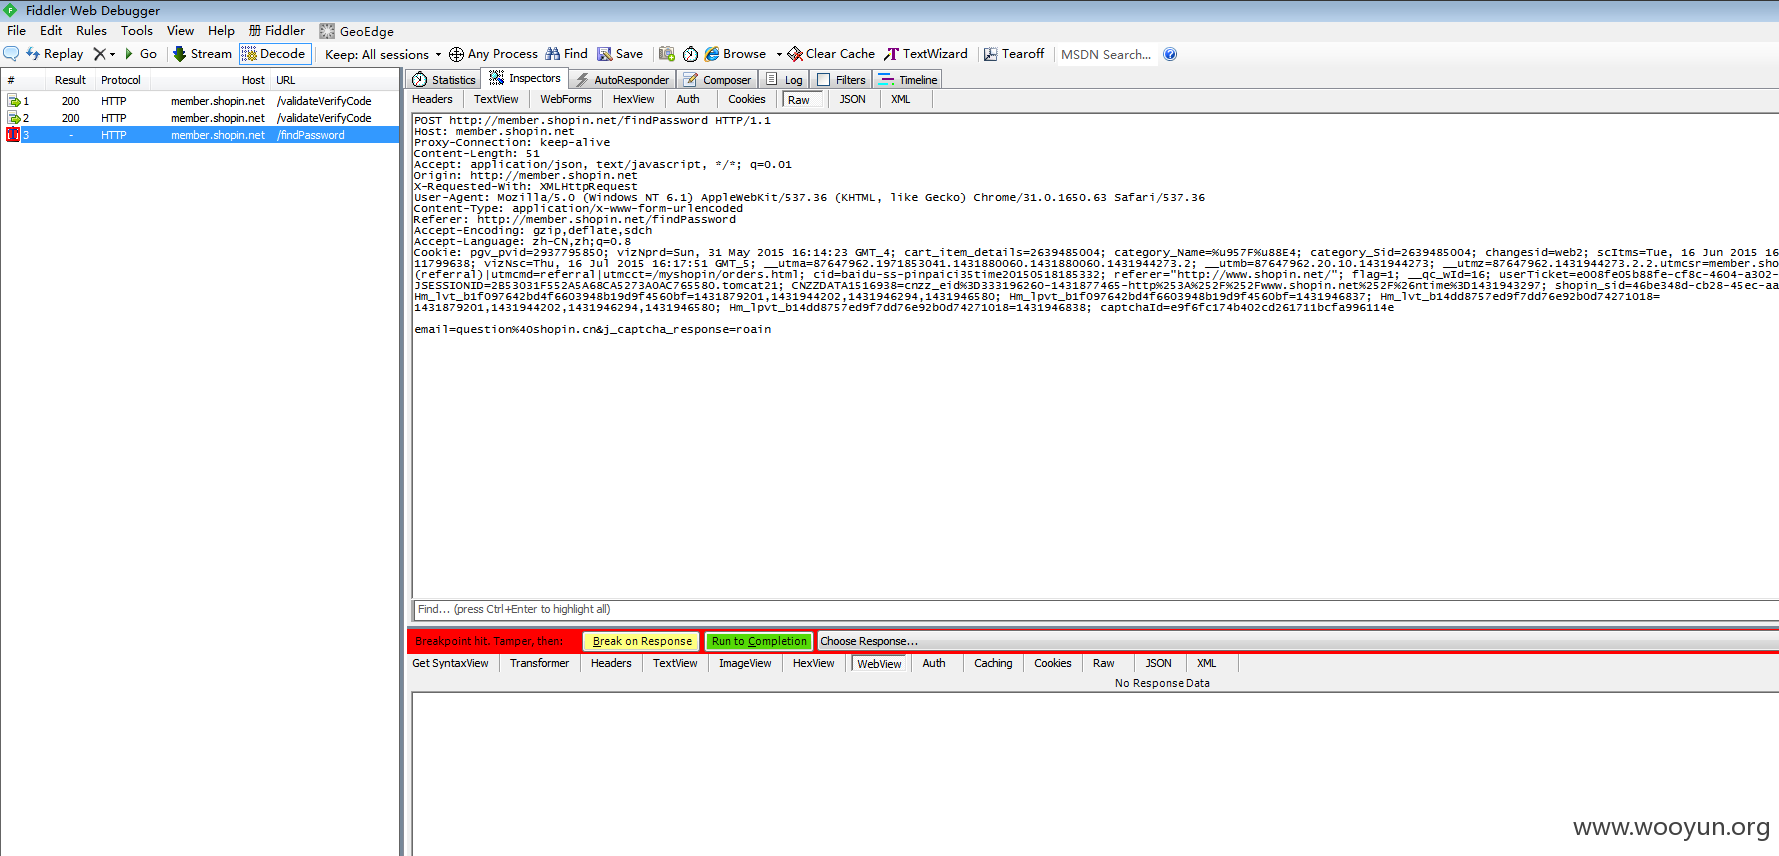 Fiddler Web Debugger
File Edit Rules Tools View Help Fiddler GeoEdge
Replay Go Stream Decode Keep: All sessions Any Process Find Save Browse Clear Cache TextWizard Tearoff MSDN Search...
# Result Protocol Host URL
1 200 HTTP member.shopin.net /validateVerifyCode
2 200 HTTP member.shopin.net /validateVerifyCode
3 - HTTP member.shopin.net /findPassword
Statistics Inspectors AutoResponder Composer Log Filters Timeline
Headers TextView WebForms HexView Auth Cookies Raw JSON XML
POST http://member.shopin.net/findPassword HTTP/1.1
Host: member.shopin.net
Proxy-Connection: keep-alive
Content-Length: 51
Accept: application/json, text/javascript, */*; q=0.01
Origin: http://member.shopin.net
X-Requested-With: XMLHttpRequest
User-Agent: Mozilla/5.0 (Windows NT 6.1) AppleWebKit/537.36 (KHTML, like Gecko) Chrome/31.0.1650.63 Safari/537.36
Content-Type: application/x-www-form-urlencoded
Referer: http://member.shopin.net/findPassword
Accept-Encoding: gzip,deflate,sdch
Accept-Language: zh-CN,zh;q=0.8
Cookie: pgv_pvid=2937795850; vizNprd=Sun, 31 May 2015 16:14:23 GMT_4; cart_item_details=2639485004; category_Name=%u957F%u88E4; category_Sid=2639485004; changesid=web2; scItms=Tue, 16 Jun 2015 16
11799638; vizNsc=Thu, 16 Jul 2015 16:17:51 GMT_5; __utma=87647962.1971853041.1431880060.1431880060.1431944273.2; __utmb=87647962.20.10.1431944273; __utmz=87647962.1431944273.2.2.utmcsr=member.sho
(referral)|utmcmd=referral|utmcct=/myshopin/orders.html; cid=baidu-ss-pinpaici35time20150518185332; referer="http://www.shopin.net/"; flag=1; __qc_wId=16; userTicket=e008fe05b88fe-cf8c-4604-a302-
JSESSIONID=2B53031F552A5A68CA5273A0AC765580.tomcat21; CNZZDATA1516938=cnzz_eid%3D333196260-1431877465-http%253A%252F%252Fwww.shopin.net%252F%26ntime%3D1431943297; shopin_sid=46be348d-cb28-45ec-aa
Hm_lvt_b1f097642bd4f6603948b19d9f4560bf=1431879201,1431944202,1431946294,1431946580; Hm_lpvt_b1f097642bd4f6603948b19d9f4560bf=1431946837; Hm_lvt_b14dd8757ed9f7dd76e92b0d74271018=
1431879201,1431944202,1431946294,1431946580; Hm_lpvt_b14dd8757ed9f7dd76e92b0d74271018=1431946838; captchaId=e9f6fc174b402cd261711bcfa996114e
email=question%40shopin.cn&j_captcha_response=roain
Find... (press Ctrl+Enter to highlight all)
Breakpoint hit. Tamper, then: Break on Response Run to Completion Choose Response...
Get SyntaxView Transformer Headers TextView ImageView HexView WebView Auth Caching Cookies Raw JSON XML
No Response Data
www.wooyun.org